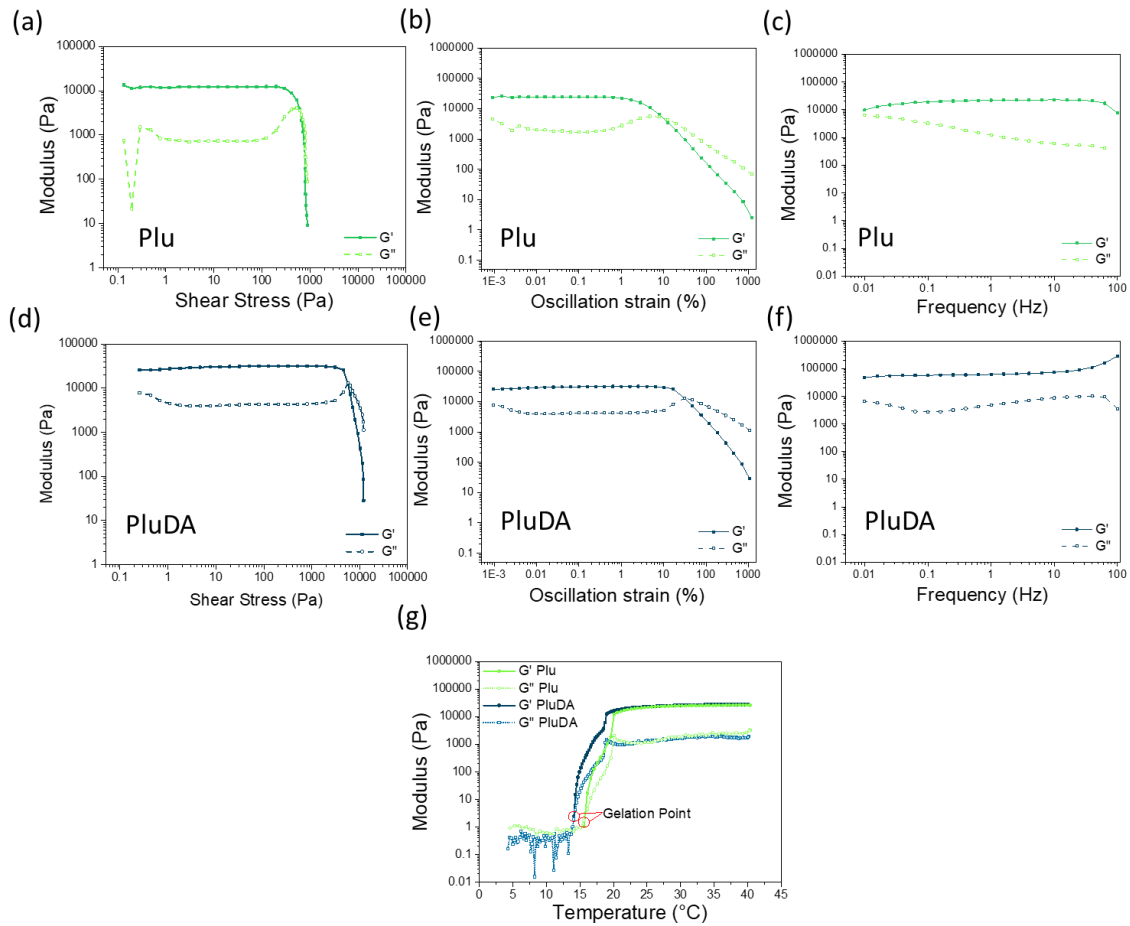 (a)
100000
10000
1000
100
10
1
Modulus (Pa)
0.1 1 10 100 1000 10000 100000
Shear Stress (Pa)
Plu
G'
G"
(b)
1000000
100000
10000
1000
100
10
1
0.1
Modulus (Pa)
1E-3 0.01 0.1 1 10 100 1000
Oscillation strain (%)
Plu
G'
G"
(c)
1000000
100000
10000
1000
100
10
1
0.1
0.01
Modulus (Pa)
0.01 0.1 1 10 100
Frequency (Hz)
Plu
G'
G"
(d)
100000
10000
1000
100
10
1
Modulus (Pa)
0.1 1 10 100 1000 10000 100000
Shear Stress (Pa)
PluDA
G'
G"
(e)
1000000
100000
10000
1000
100
10
1
0.1
Modulus (Pa)
1E-3 0.01 0.1 1 10 100 1000
Oscillation strain (%)
PluDA
G'
G"
(f)
1000000
100000
10000
1000
100
10
1
0.1
0.01
Modulus (Pa)
0.01 0.1 1 10 100
Frequency (Hz)
PluDA
G'
G"
(g)
1000000
100000
10000
1000
100
10
1
0.1
0.01
Modulus (Pa)
G' Plu
G" Plu
G' PluDA
G" PluDA
Gelation Point
0 5 10 15 20 25 30 35 40 45
Temperature (°C)